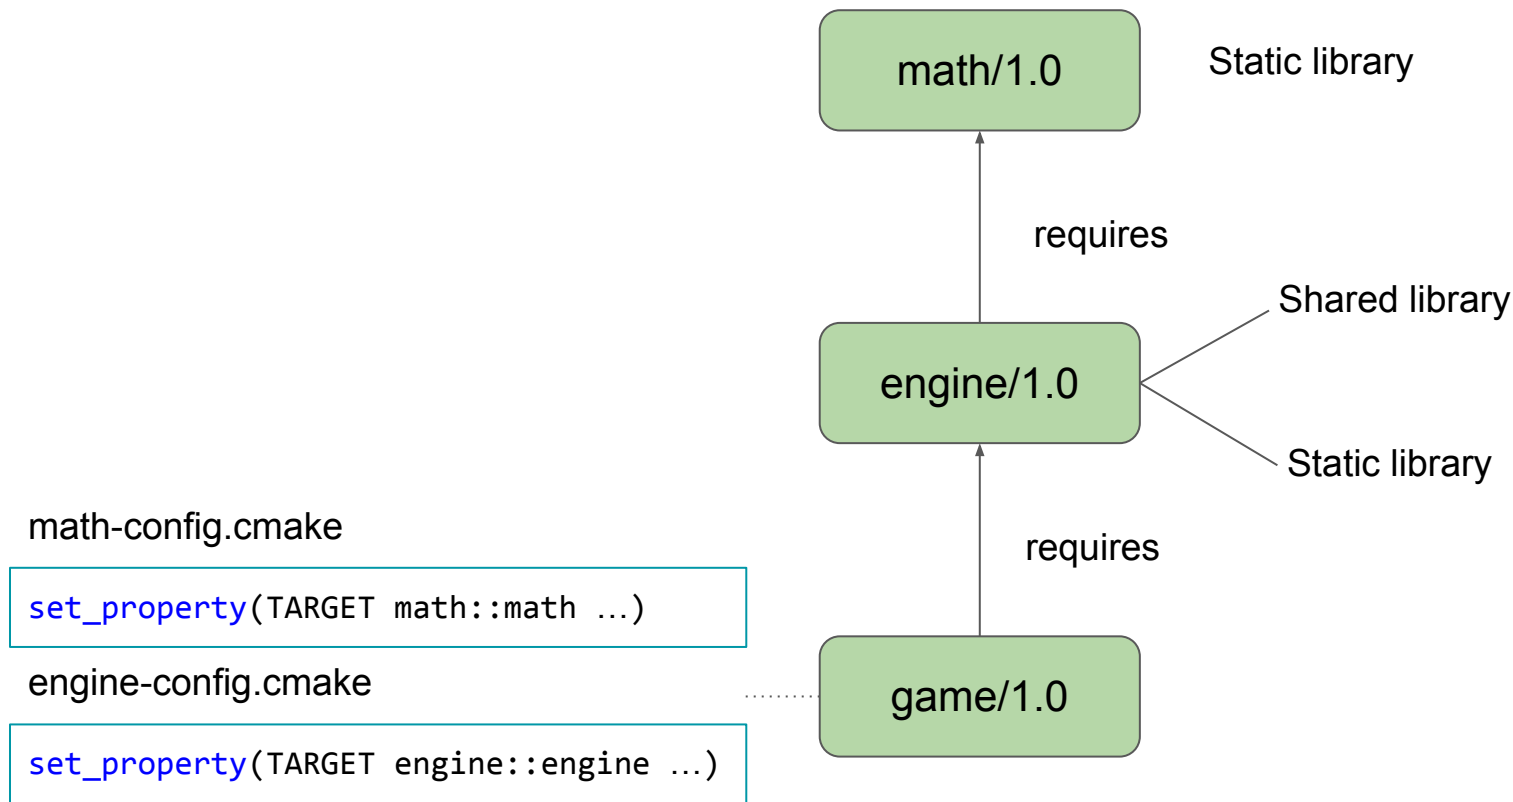 math/1.0
Static library
requires
Shared library
engine/1.0
Static library
requires
math-config.cmake
set_property(TARGET math::math …)
engine-config.cmake
game/1.0
set_property(TARGET engine::engine …)